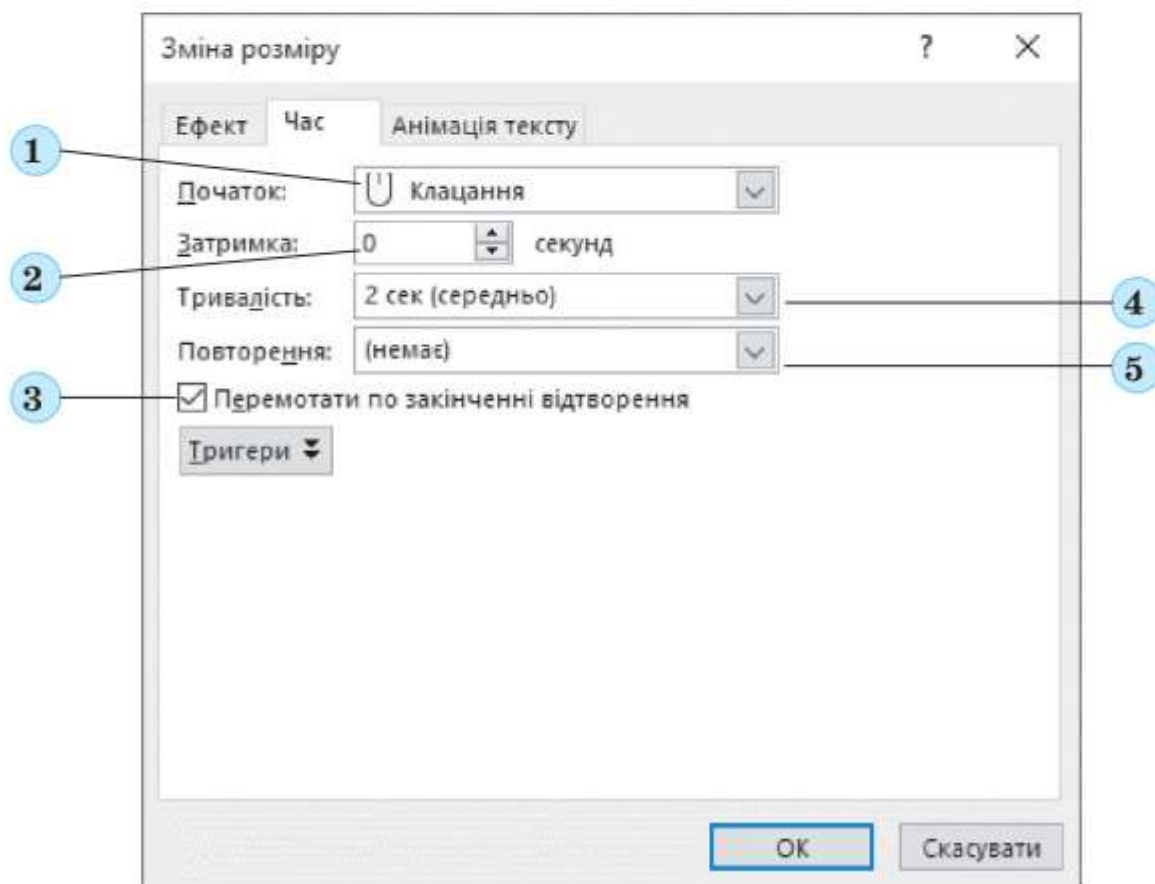 Зміна розміру ?
Ефект Час Анімація тексту
1
Початок: Клацання
Затримка: 0 секунд
2
Тривалість: 2 сек (середньо)
4
Повторення: (немає)
5
3
Перемотати по закінченні відтворення
Тригери
ОК Скасувати